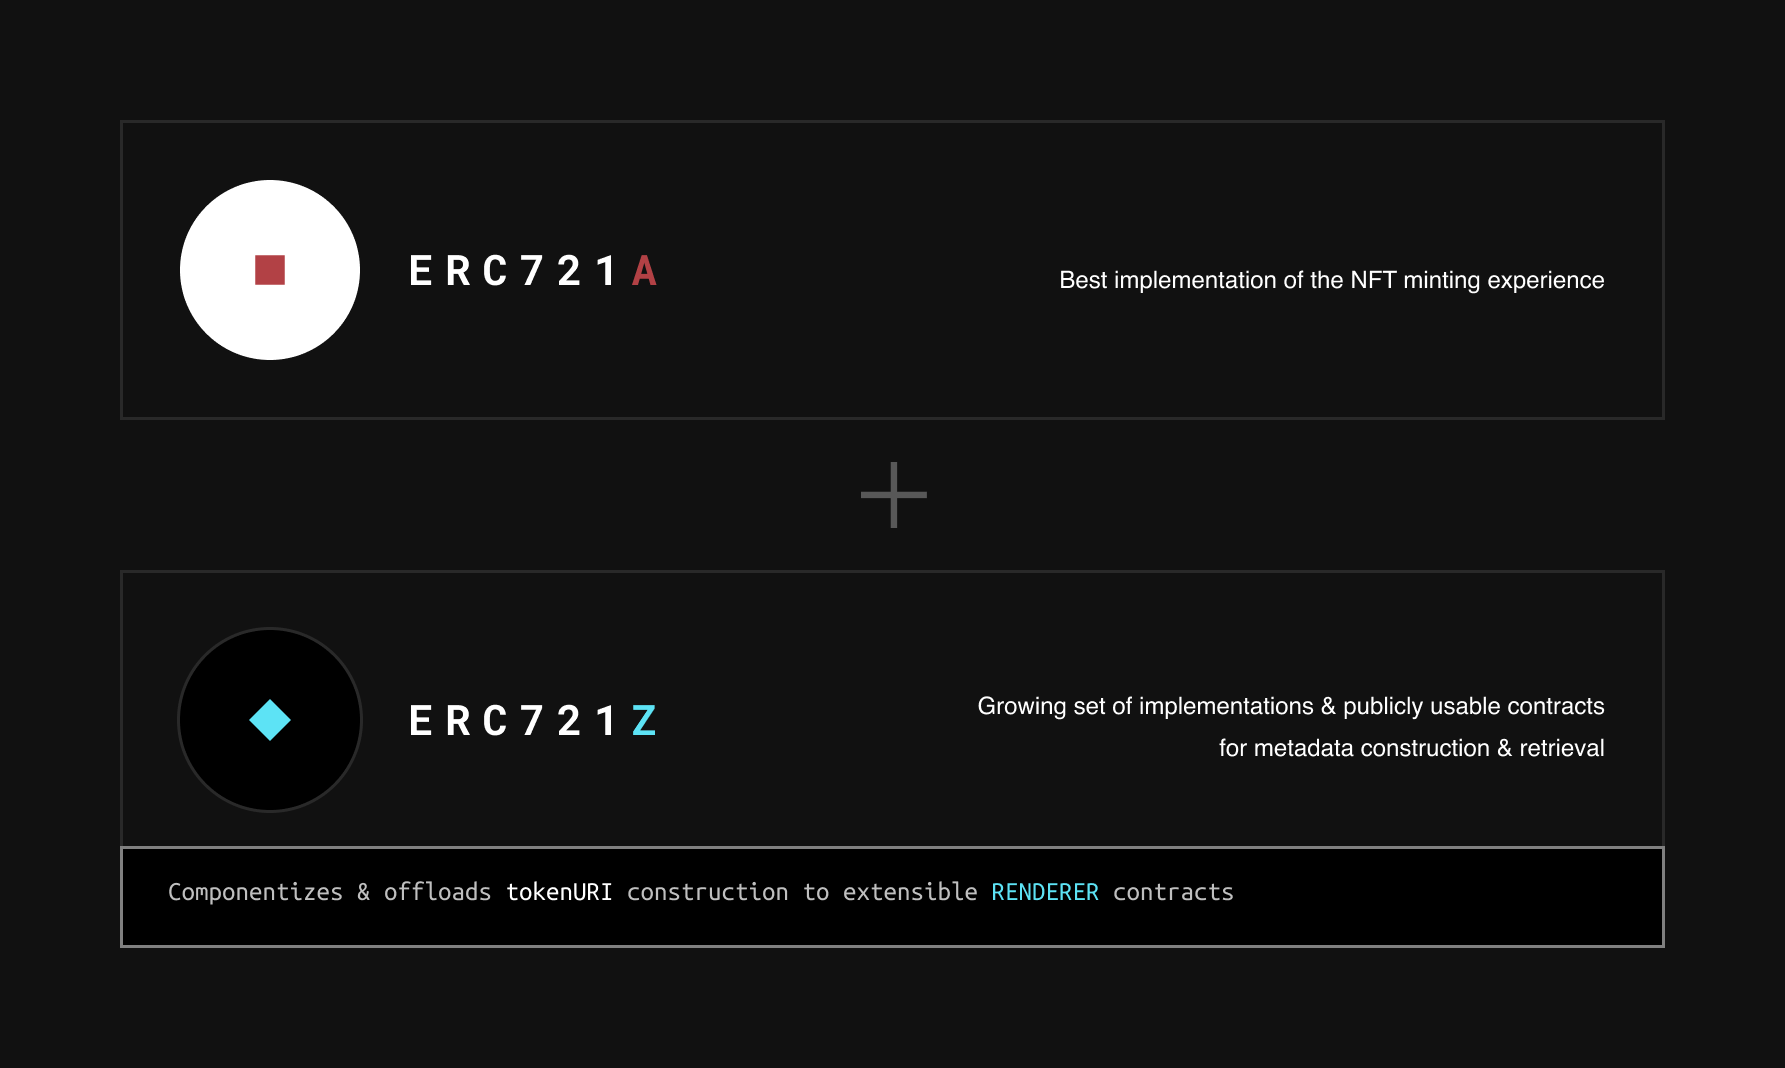 ERC721A
Best implementation of the NFT minting experience
ERC721Z
Growing set of implementations & publicly usable contracts
for metadata construction & retrieval
Componentizes & offloads tokenURI construction to extensible RENDERER contracts